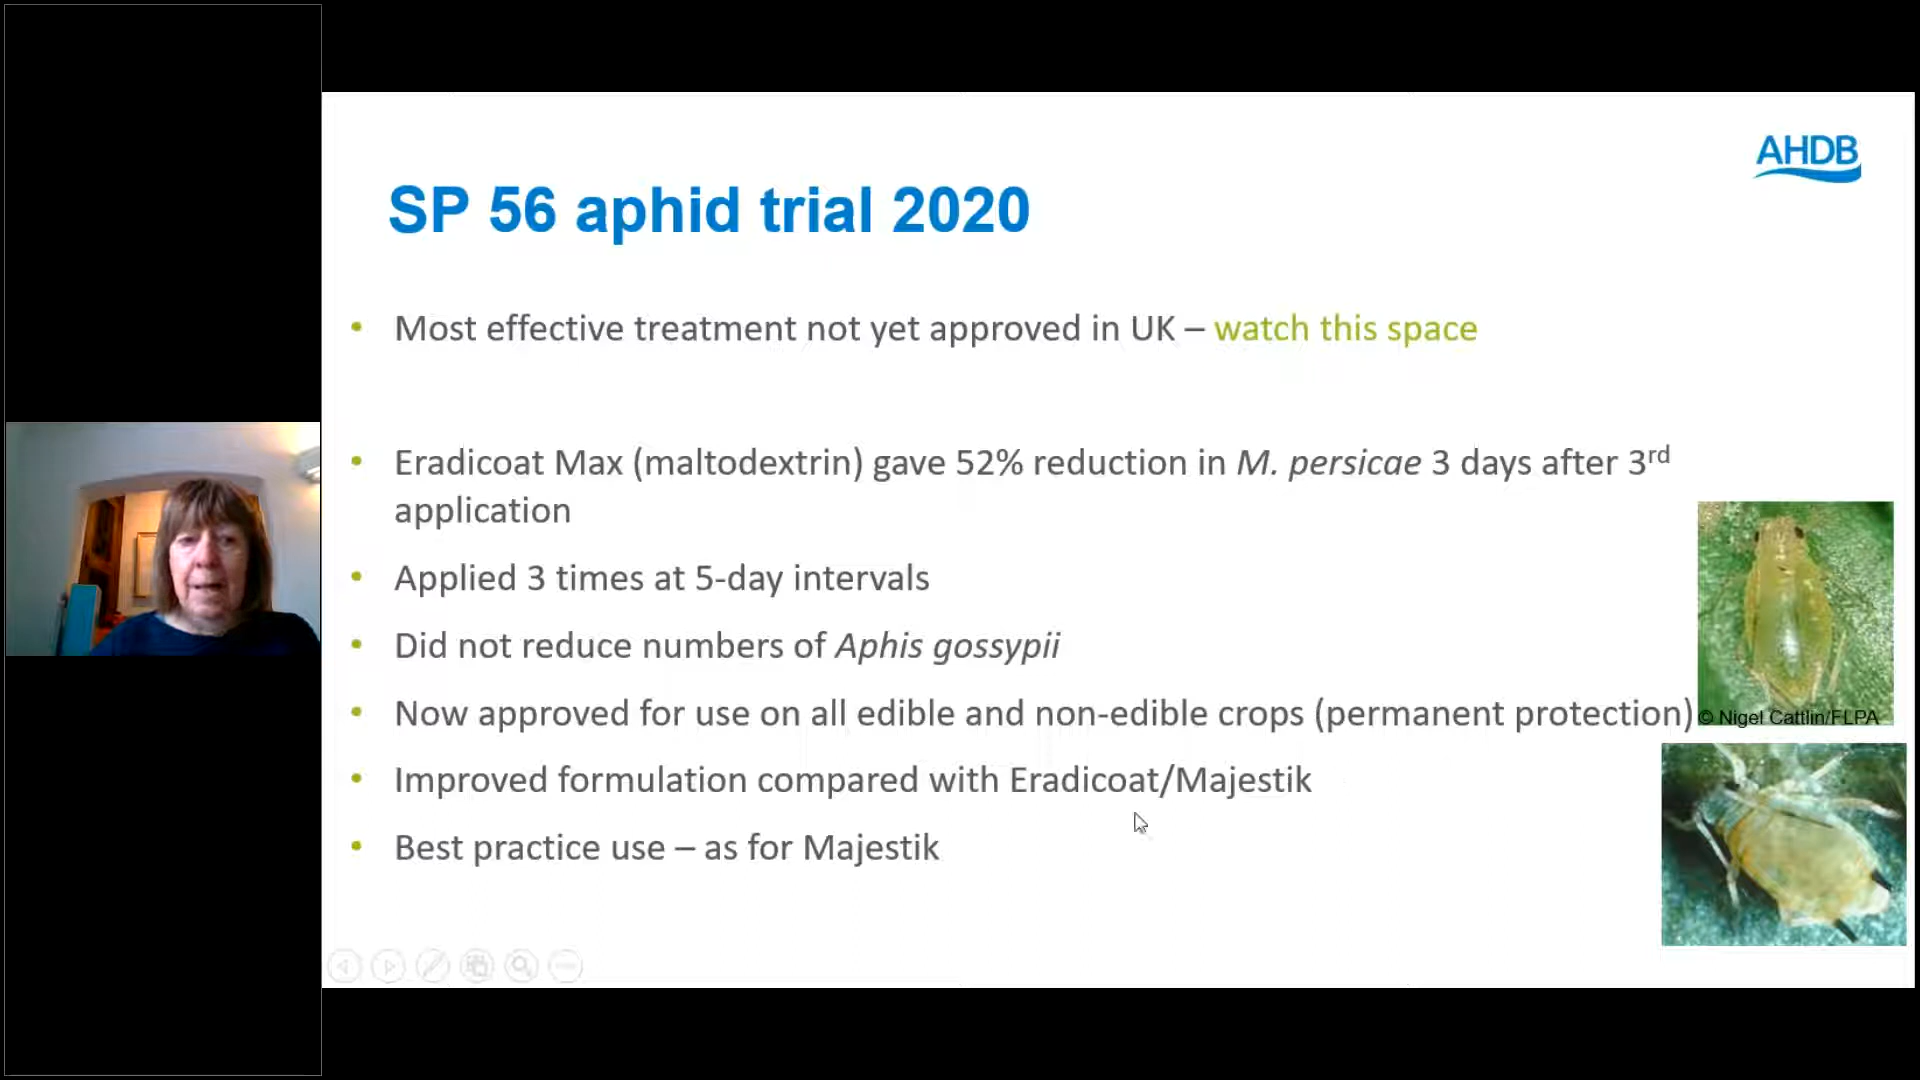 AHDB
SP 56 aphid trial 2020
• Most effective treatment not yet approved in UK – watch this space
• Eradicoat Max (maltodextrin) gave 52% reduction in M. persicae 3 days after 3rd
application
• Applied 3 times at 5-day intervals
• Did not reduce numbers of Aphis gossypii
• Now approved for use on all edible and non-edible crops (permanent protection)
© Nigel Cattlin/FLPA
• Improved formulation compared with Eradicoat/Majestik
• Best practice use – as for Majestik